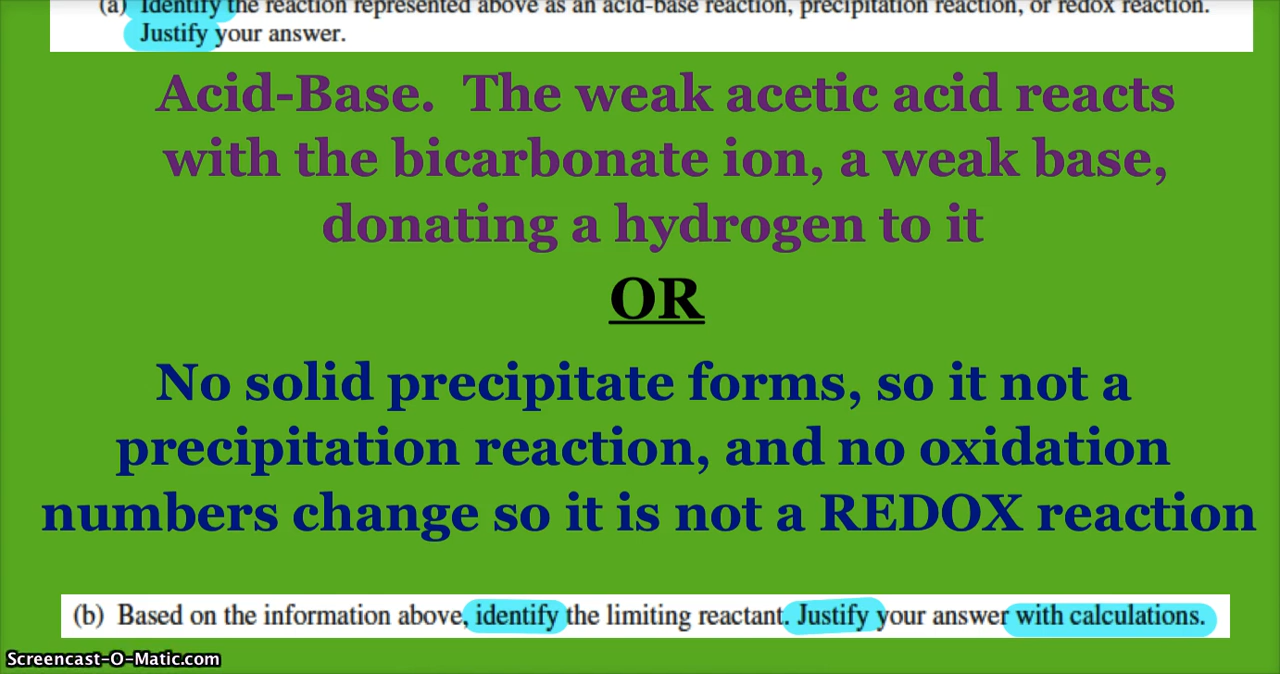 (a) Identify the reaction represented above as an acid-base reaction, precipitation reaction, or redox reaction.
Justify your answer.
Acid-Base. The weak acetic acid reacts
with the bicarbonate ion, a weak base,
donating a hydrogen to it
OR
No solid precipitate forms, so it not a
precipitation reaction, and no oxidation
numbers change so it is not a REDOX reaction
(b) Based on the information above, identify the limiting reactant. Justify your answer with calculations.
Screencast-O-Matic.com